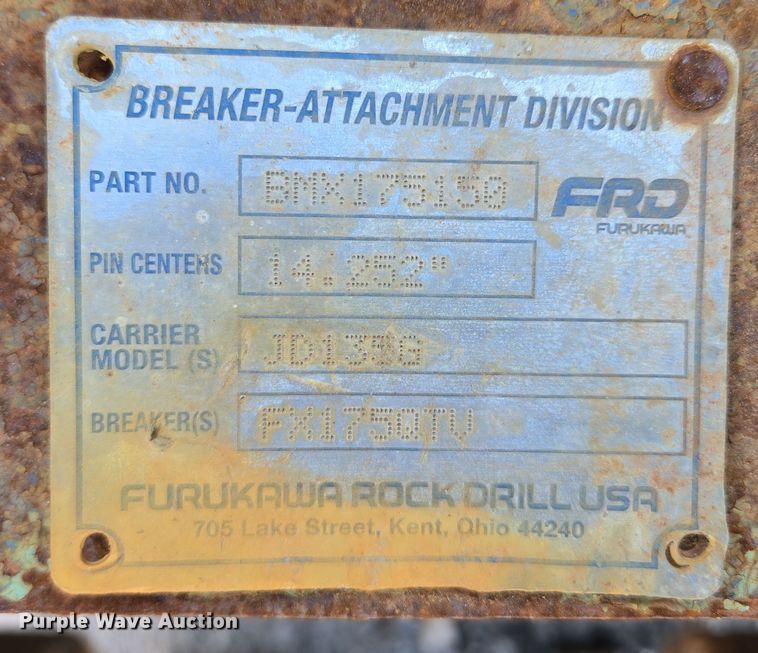 BREAKER-ATTACHMENT DIVISION
PART NO. BMX175150
FRD
FURUKAWA
PIN CENTERS 14.252"
CARRIER
MODEL (S) JD135G
BREAKER(S) FX175QTV
FURUKAWA ROCK DRILL USA
705 Lake Street, Kent, Ohio 44240
Purple Wave Auction